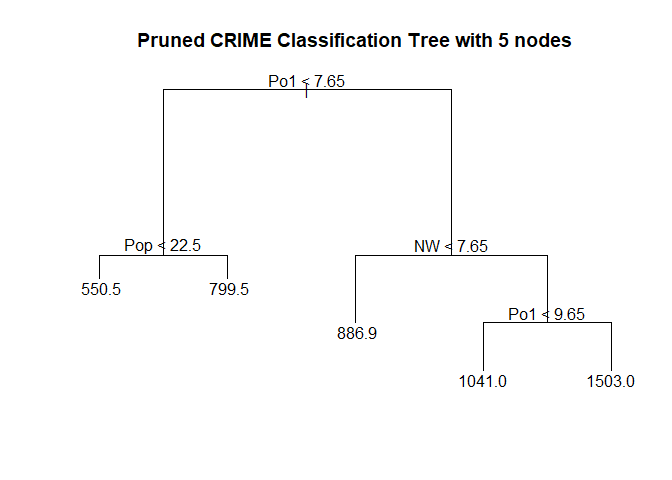 Pruned CRIME Classification Tree with 5 nodes
Po1 < 7.65
Pop < 22.5
NW < 7.65
550.5
799.5
Po1 < 9.65
886.9
1041.0
1503.0